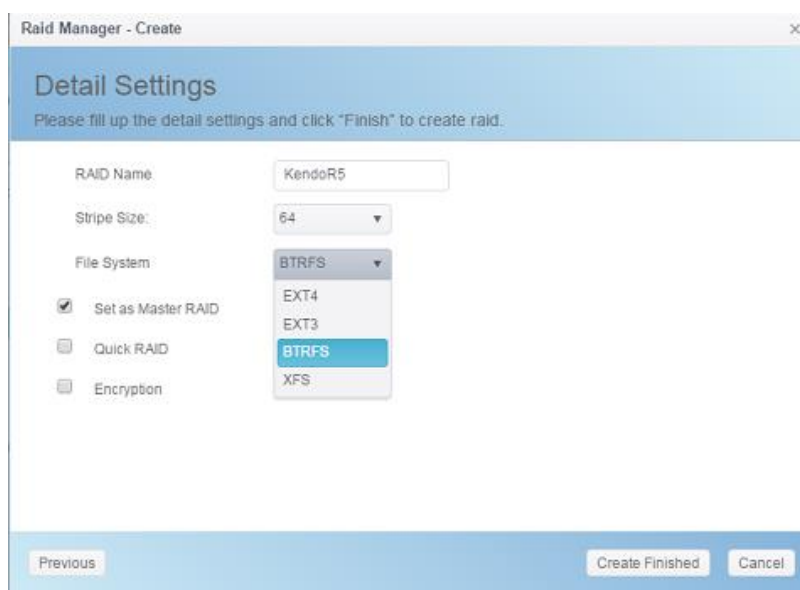 Raid Manager - Create
Detail Settings
Please fill up the detail settings and click "Finish" to create raid.
RAID Name
KendoR5
Stripe Size:
64
File System
BTRFS
EXT4
EXT3
BTRFS
XFS
Set as Master RAID
Quick RAID
Encryption
Previous
Create Finished
Cancel